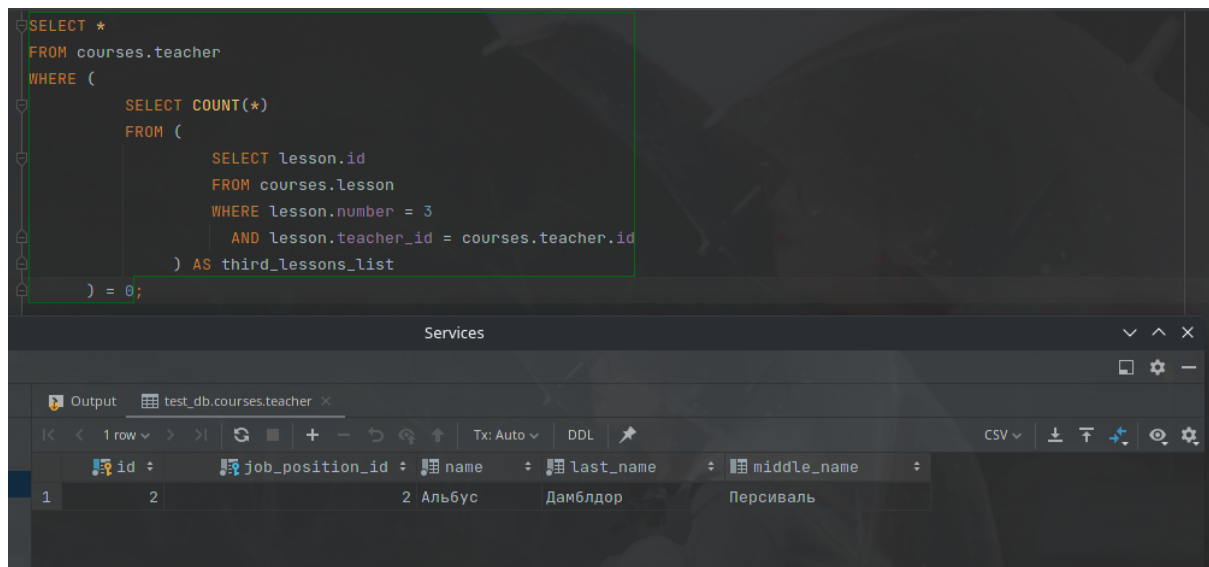 SELECT *
FROM courses.teacher
WHERE (
SELECT COUNT(*)
FROM (
SELECT lesson.id
FROM courses.lesson
WHERE lesson.number = 3
AND lesson.teacher_id = courses.teacher.id
) AS third_lessons_list
) = 0;
Services
Output test_db.courses.teacher
1 row Tx: Auto DDL CSV
id job_position_id name last_name middle_name
1 2 2 Альбус Дамблдор Персиваль